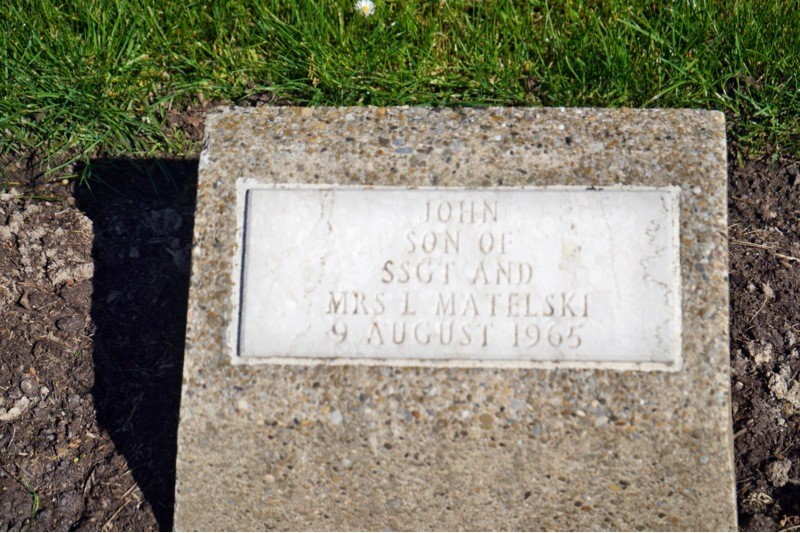 JOHN
SON OF
SSGT AND
MRS L MATELSKI
9 AUGUST 1965